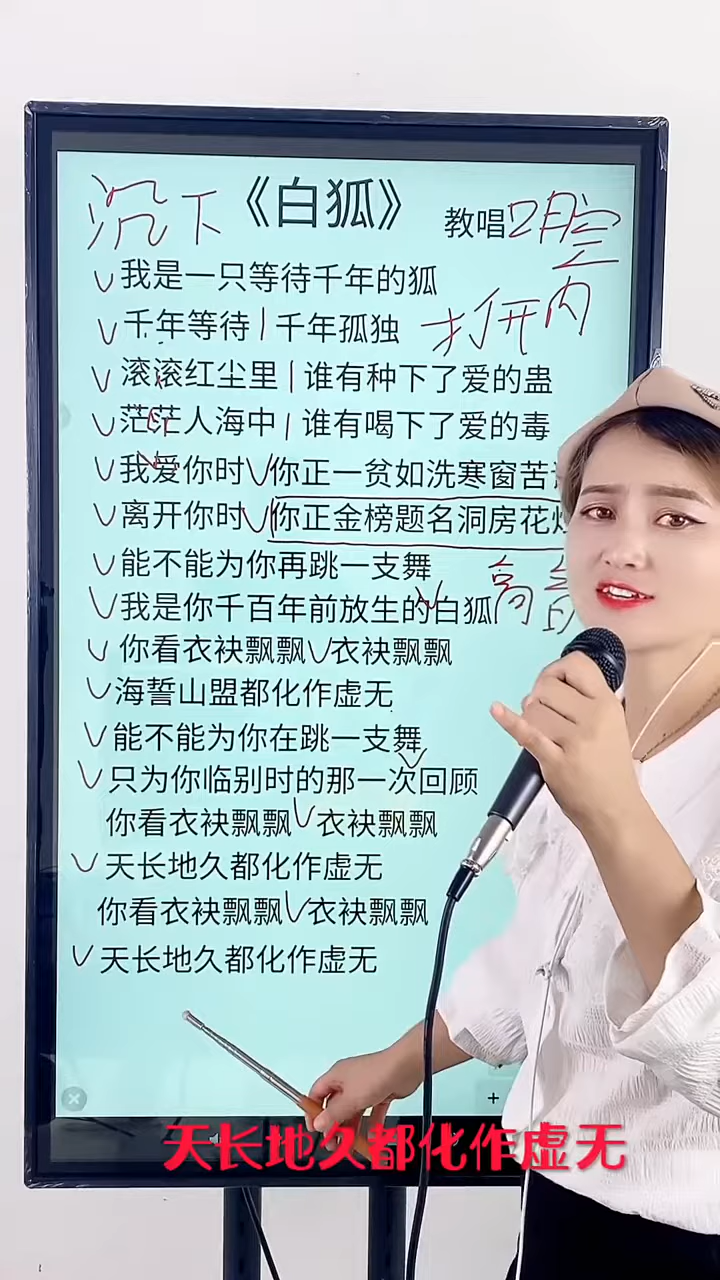 沉下《白狐》 教唱 口腔
我是一只等待千年的狐
千年等待|千年孤独 打开内
滚滚红尘里|谁有种下了爱的蛊
茫茫人海中|谁有喝下了爱的毒
我爱你时 你正一贫如洗寒窗苦
离开你时 你正金榜题名洞房花
能不能为你再跳一支舞
我是你千百年前放生的白狐 高音
你看衣袂飘飘 衣袂飘飘
海誓山盟都化作虚无
能不能为你在跳一支舞
只为你临别时的那一次回顾
你看衣袂飘飘 衣袂飘飘
天长地久都化作虚无
你看衣袂飘飘 衣袂飘飘
天长地久都化作虚无
天长地久都化作虚无